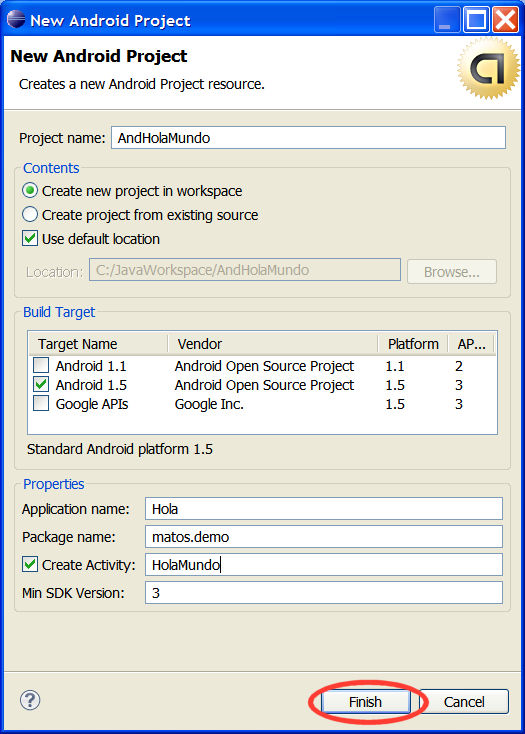 New Android Project
New Android Project
Creates a new Android Project resource.
Project name: AndHolaMundo
Contents
Create new project in workspace
Create project from existing source
Use default location
Location: C:/JavaWorkspace/AndHolaMundo Browse...
Build Target
Target Name Vendor Platform AP...
Android 1.1 Android Open Source Project 1.1 2
Android 1.5 Android Open Source Project 1.5 3
Google APIs Google Inc. 1.5 3
Standard Android platform 1.5
Properties
Application name: Hola
Package name: matos.demo
Create Activity: HolaMundo
Min SDK Version: 3
? Finish Cancel